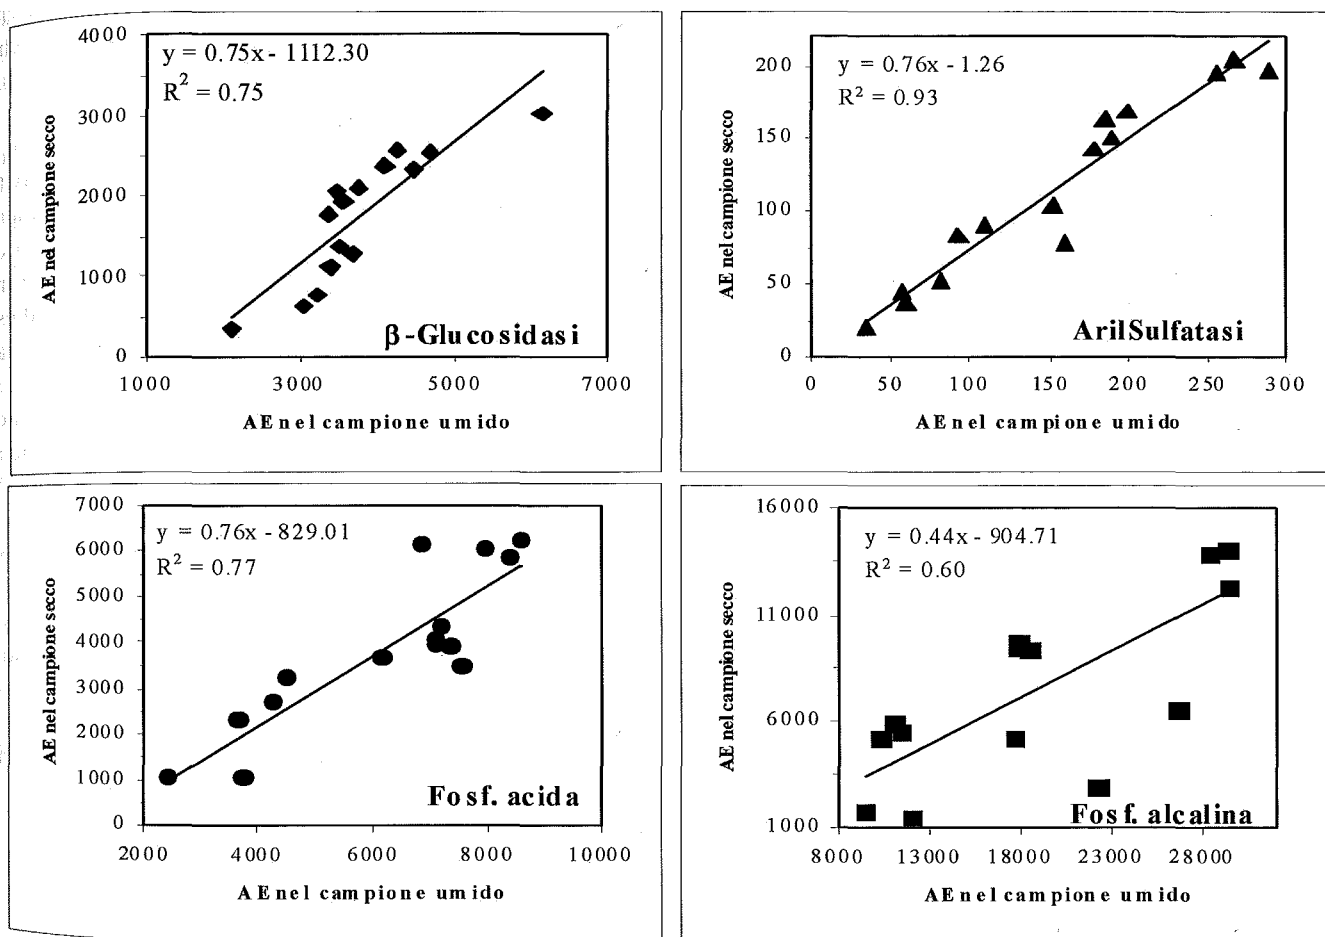 4000
3000
2000
1000
0
y = 0.75x - 1112.30
R² = 0.75
β-Glucosidasi
1000 3000 5000 7000
AE nel campione umido
AE nel campione secco
200
150
100
50
0
y = 0.76x - 1.26
R² = 0.93
ArilSulfatasi
0 50 100 150 200 250 300
AE nel campione umido
AE nel campione secco
7000
6000
5000
4000
3000
2000
1000
0
y = 0.76x - 829.01
R² = 0.77
Fosf. acida
2000 4000 6000 8000 10000
AE nel campione umido
AE nel campione secco
16000
11000
6000
1000
y = 0.44x - 904.71
R² = 0.60
Fosf. alcalina
8000 13000 18000 23000 28000
AE nel campione umido
AE nel campione secco